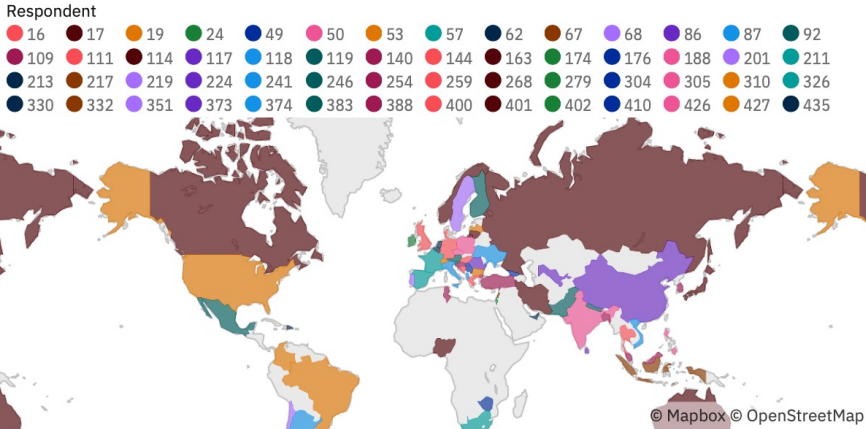 Respondent
16 17 19 24 49 50 53 57 62 67 68 86 87 92
109 111 114 117 118 119 140 144 163 174 176 188 201 211
213 217 219 224 241 246 254 259 268 274 304 305 310 326
330 332 351 373 374 383 388 400 401 402 410 426 427 435
© Mapbox © OpenStreetMap